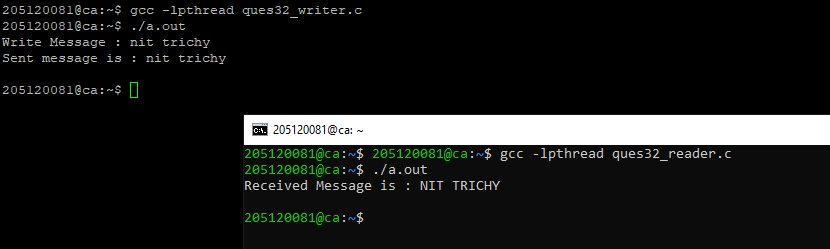 205120081@ca:~$ gcc -lpthread ques32_writer.c
205120081@ca:~$ ./a.out
Write Message : nit trichy
Sent message is : nit trichy
205120081@ca:~$
205120081@ca: ~
205120081@ca:~$ 205120081@ca:~$ gcc -lpthread ques32_reader.c
205120081@ca:~$ ./a.out
Received Message is : NIT TRICHY
205120081@ca:~$